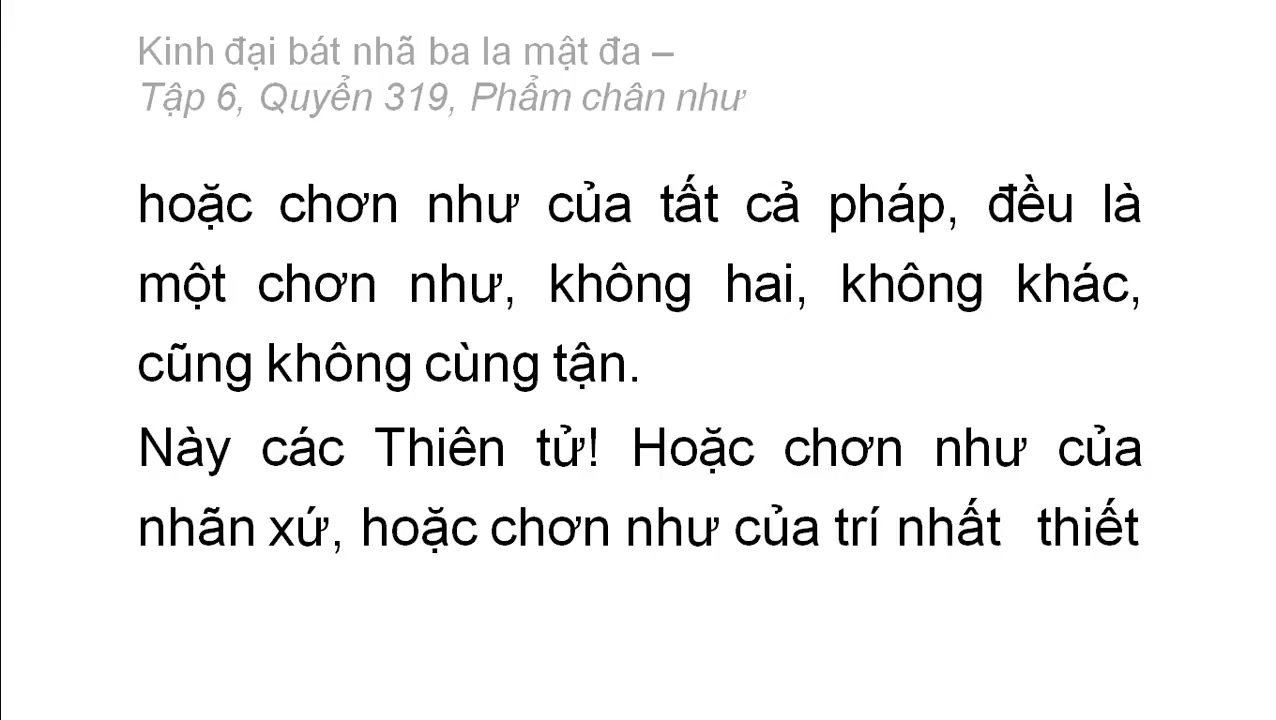 Kinh đại bát nhã ba la mật đa –
Tập 6, Quyển 319, Phẩm chân như
hoặc chơn như của tất cả pháp, đều là
một chơn như, không hai, không khác,
cũng không cùng tận.
Này các Thiên tử! Hoặc chơn như của
nhãn xứ, hoặc chơn như của trí nhất thiết